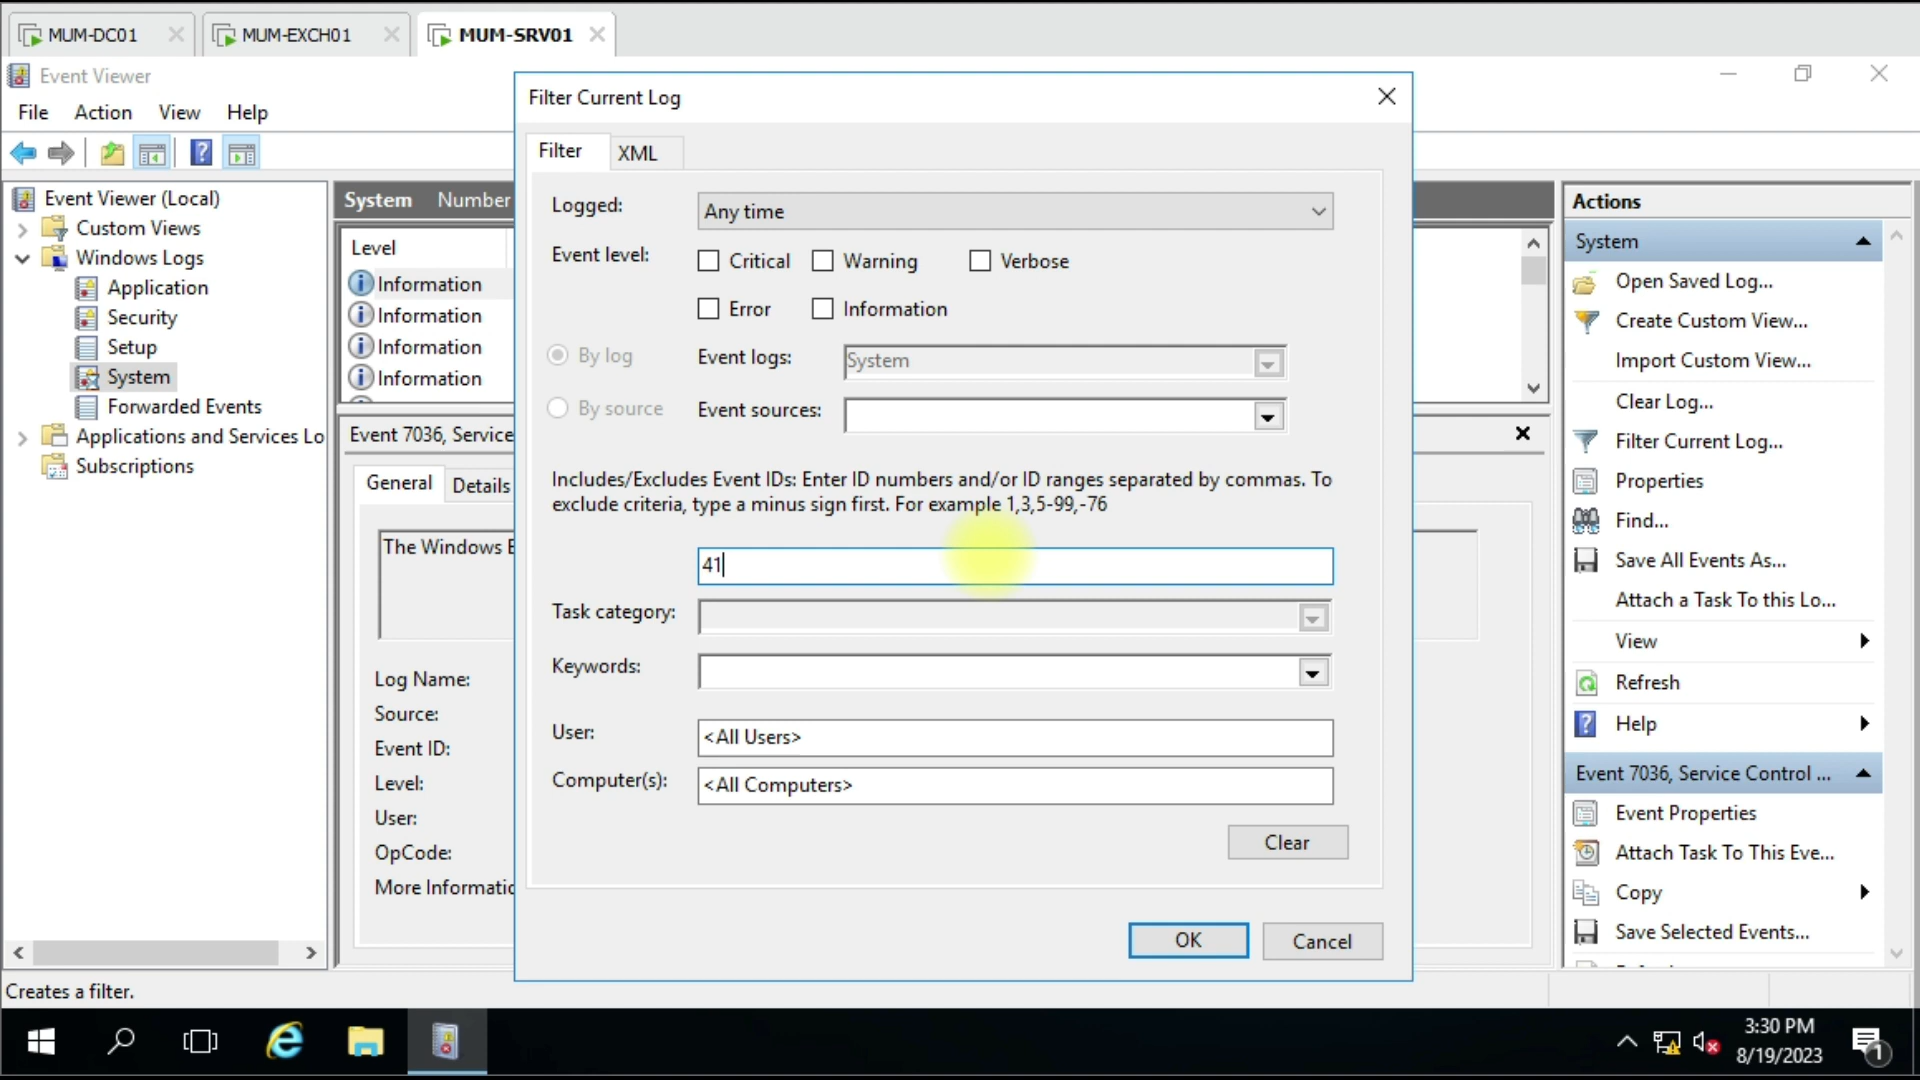 MUM-DC01
MUM-EXCH01
MUM-SRV01
Event Viewer
File Action View Help
Event Viewer (Local)
Custom Views
Windows Logs
Application
Security
Setup
System
Forwarded Events
Applications and Services Lo
Subscriptions
System Number
Level
Information
Information
Information
Information
Event 7036, Service
General Details
The Windows E
Log Name:
Source:
Event ID:
Level:
User:
OpCode:
More Informatio
Filter Current Log
Filter
XML
Logged: Any time
Event level: Critical Warning Verbose
Error Information
By log Event logs: System
By source Event sources:
Includes/Excludes Event IDs: Enter ID numbers and/or ID ranges separated by commas. To
exclude criteria, type a minus sign first. For example 1,3,5-99,-76
41
Task category:
Keywords:
User: <All Users>
Computer(s): <All Computers>
Clear
OK Cancel
Actions
System
Open Saved Log...
Create Custom View...
Import Custom View...
Clear Log...
Filter Current Log...
Properties
Find...
Save All Events As...
Attach a Task To this Lo...
View
Refresh
Help
Event 7036, Service Control ...
Event Properties
Attach Task To This Eve...
Copy
Save Selected Events...
Creates a filter.
3:30 PM
8/19/2023
1